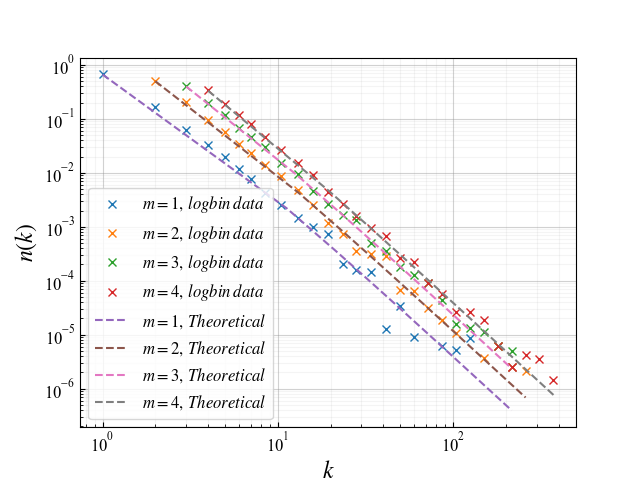 10^0
10^{-1}
10^{-2}
10^{-3}
10^{-4}
10^{-5}
10^{-6}
n(k)
m = 1, logbin data
m = 2, logbin data
m = 3, logbin data
m = 4, logbin data
m = 1, Theoretical
m = 2, Theoretical
m = 3, Theoretical
m = 4, Theoretical
10^0 10^1 10^2
k